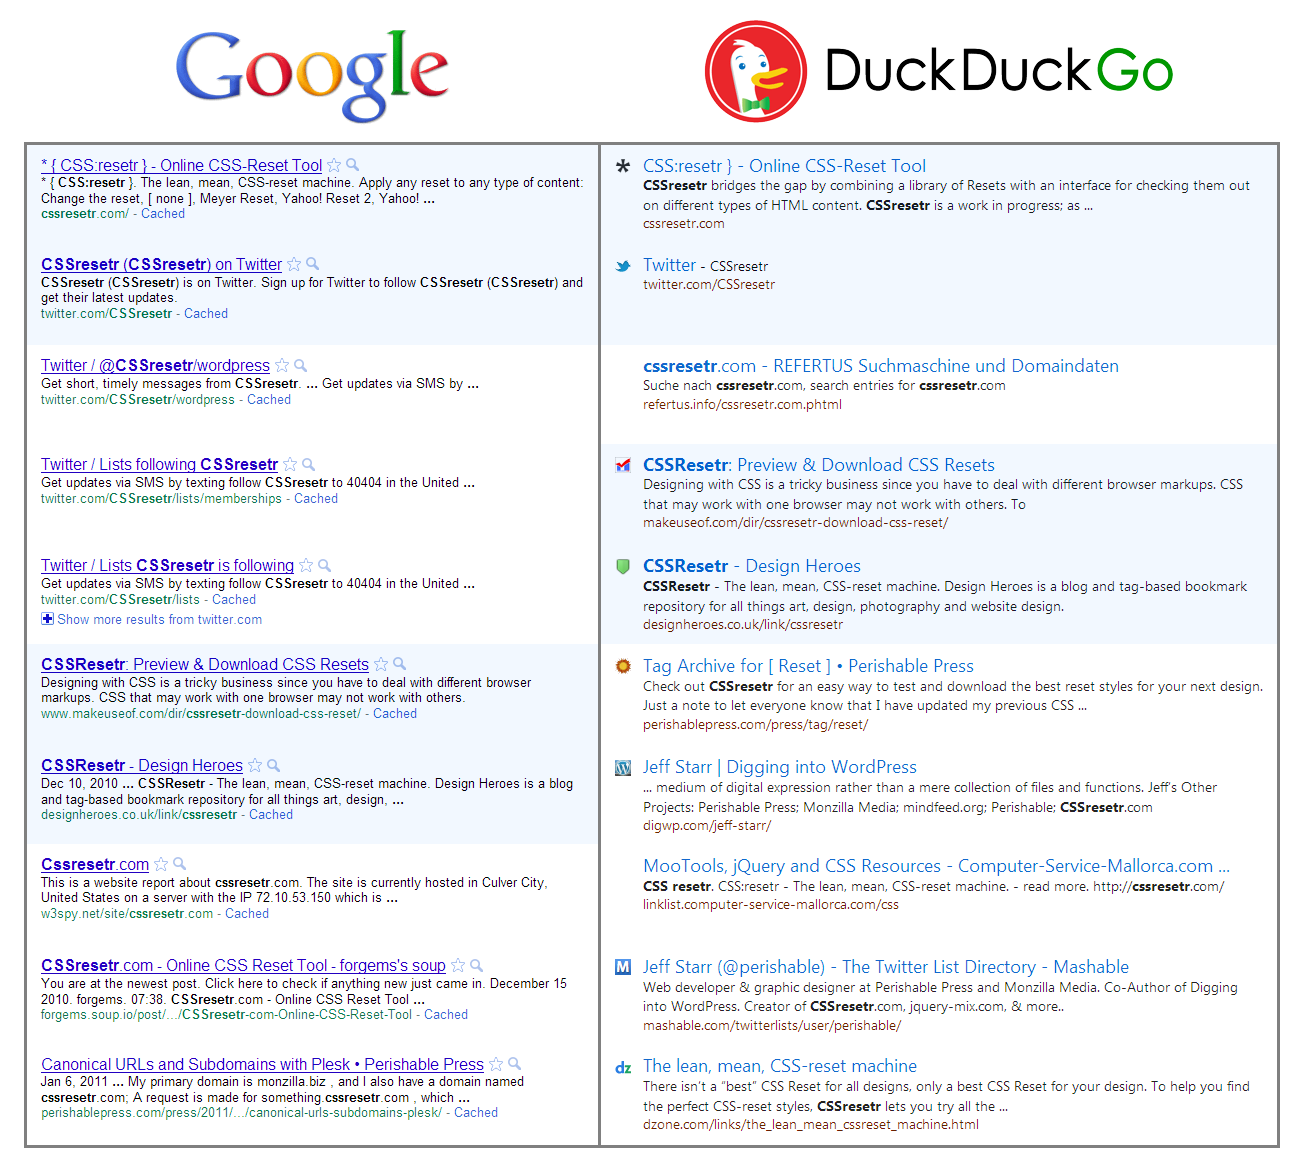 Google
DuckDuckGo
* { CSS:resetr } - Online CSS-Reset Tool
* { CSS:resetr }. The lean, mean, CSS-reset machine. Apply any reset to any type of content:
Change the reset, [ none ], Meyer Reset, Yahoo! Reset 2, Yahoo! ...
cssresetr.com/ - Cached
CSSresetr (CSSresetr) on Twitter
CSSresetr (CSSresetr) is on Twitter. Sign up for Twitter to follow CSSresetr (CSSresetr) and
get their latest updates.
twitter.com/CSSresetr - Cached
Twitter / @CSSresetr/wordpress
Get short, timely messages from CSSresetr. ... Get updates via SMS by ...
twitter.com/CSSresetr/wordpress - Cached
Twitter / Lists following CSSresetr
Get updates via SMS by texting follow CSSresetr to 40404 in the United ...
twitter.com/CSSresetr/lists/memberships - Cached
Twitter / Lists CSSresetr is following
Get updates via SMS by texting follow CSSresetr to 40404 in the United ...
twitter.com/CSSresetr/lists - Cached
Show more results from twitter.com
CSSResetr: Preview & Download CSS Resets
Designing with CSS is a tricky business since you have to deal with different browser
markups. CSS that may work with one browser may not work with others.
www.makeuseof.com/dir/cssresetr-download-css-reset/ - Cached
CSSResetr - Design Heroes
Dec 10, 2010 ... CSSResetr - The lean, mean, CSS-reset machine. Design Heroes is a blog
and tag-based bookmark repository for all things art, design, ...
designheroes.co.uk/link/cssresetr - Cached
Cssresetr.com
This is a website report about cssresetr.com. The site is currently hosted in Culver City,
United States on a server with the IP 72.10.53.150 which is ...
w3spy.net/site/cssresetr.com - Cached
CSSresetr.com - Online CSS Reset Tool - forgems's soup
You are at the newest post. Click here to check if anything new just came in. December 15
2010. forgems. 07:38. CSSresetr.com - Online CSS Reset Tool ...
forgems.soup.io/post/.../CSSresetr-com-Online-CSS-Reset-Tool - Cached
Canonical URLs and Subdomains with Plesk • Perishable Press
Jan 6, 2011 ... My primary domain is monzilla.biz , and I also have a domain named
cssresetr.com; A request is made for something.cssresetr.com , which ...
perishablepress.com/press/2011/.../canonical-urls-subdomains-plesk/ - Cached
* CSS:resetr } - Online CSS-Reset Tool
CSSresetr bridges the gap by combining a library of Resets with an interface for checking them out
on different types of HTML content. CSSresetr is a work in progress; as ...
cssresetr.com
Twitter - CSSresetr
twitter.com/CSSresetr
cssresetr.com - REFERTUS Suchmaschine und Domaindaten
Suche nach cssresetr.com, search entries for cssresetr.com
refertus.info/cssresetr.com.phtml
CSSResetr: Preview & Download CSS Resets
Designing with CSS is a tricky business since you have to deal with different browser markups. CSS
that may work with one browser may not work with others. To
makeuseof.com/dir/cssresetr-download-css-reset/
CSSResetr - Design Heroes
CSSResetr - The lean, mean, CSS-reset machine. Design Heroes is a blog and tag-based bookmark
repository for all things art, design, photography and website design.
designheroes.co.uk/link/cssresetr
Tag Archive for [ Reset ] • Perishable Press
Check out CSSresetr for an easy way to test and download the best reset styles for your next design.
Just a note to let everyone know that I have updated my previous CSS ...
perishablepress.com/press/tag/reset/
Jeff Starr | Digging into WordPress
... medium of digital expression rather than a mere collection of files and functions. Jeff's Other
Projects: Perishable Press; Monzilla Media; mindfeed.org; Perishable; CSSresetr.com
digwp.com/jeff-starr/
MooTools, jQuery and CSS Resources - Computer-Service-Mallorca.com ...
CSS resetr. CSS:resetr - The lean, mean, CSS-reset machine. - read more. http://cssresetr.com/
linklist.computer-service-mallorca.com/css
M Jeff Starr (@perishable) - The Twitter List Directory - Mashable
Web developer & graphic designer at Perishable Press and Monzilla Media. Co-Author of Digging
into WordPress. Creator of CSSresetr.com, jquery-mix.com, & more..
mashable.com/twitterlists/user/perishable/
dz The lean, mean, CSS-reset machine
There isn't a "best" CSS Reset for all designs, only a best CSS Reset for your design. To help you find
the perfect CSS-reset styles, CSSresetr lets you try all the ...
dzone.com/links/the_lean_mean_cssreset_machine.html